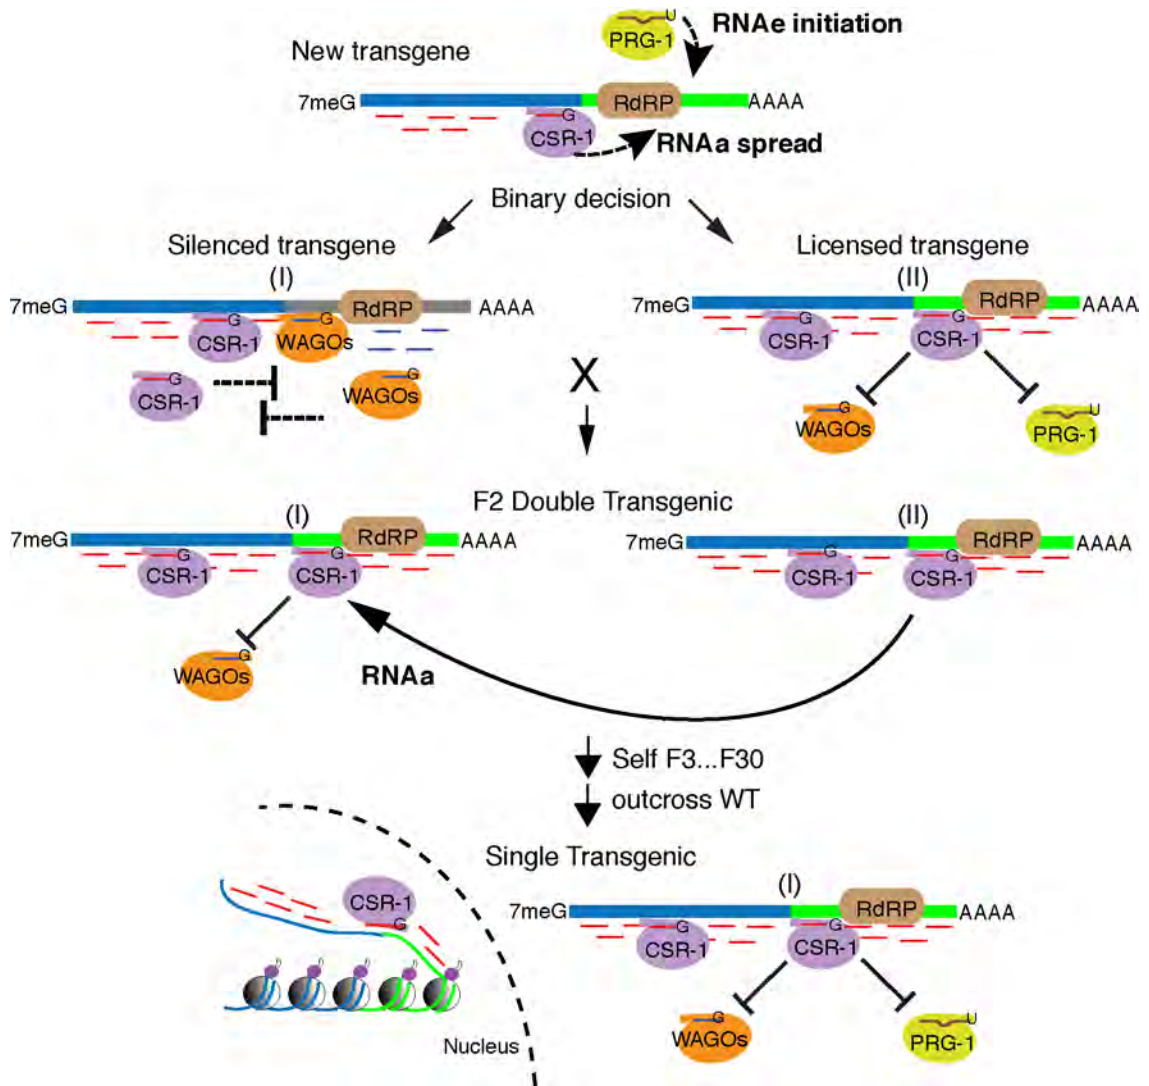 U
PRG-1
RNAe initiation
New transgene
7meG
RdRP
AAAA
G
CSR-1
RNAa spread
Binary decision
Silenced transgene
Licensed transgene
(I)
(II)
7meG
RdRP
AAAA
G
G
CSR-1
WAGOs
7meG
RdRP
AAAA
G
CSR-1
CSR-1
G
CSR-1
G
WAGOs
X
G
WAGOs
U
PRG-1
F2 Double Transgenic
(I)
(II)
7meG
RdRP
AAAA
G
G
CSR-1
CSR-1
7meG
RdRP
AAAA
G
G
CSR-1
CSR-1
G
WAGOs
RNAa
Self F3...F30
outcross WT
Single Transgenic
(I)
7meG
RdRP
AAAA
G
G
CSR-1
CSR-1
CSR-1
G
G
WAGOs
U
PRG-1
Nucleus